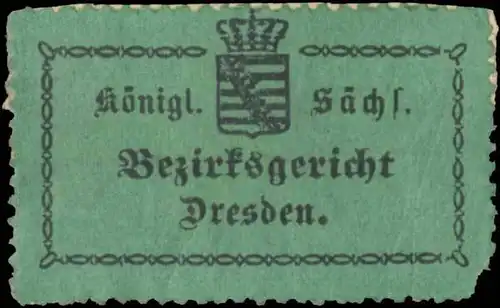 Königl. Sächs.
Bezirksgericht
Dresden.